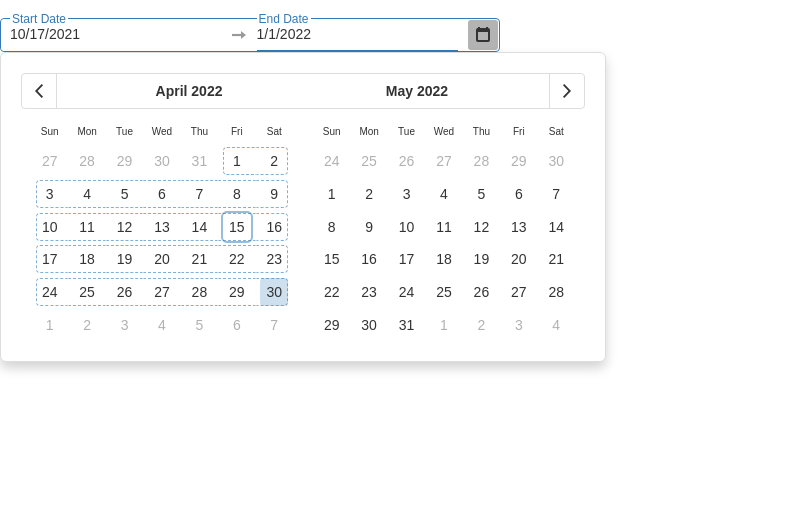 Start Date End Date
10/17/2021 1/1/2022
April 2022 May 2022
Sun Mon Tue Wed Thu Fri Sat Sun Mon Tue Wed Thu Fri Sat
27 28 29 30 31 1 2 24 25 26 27 28 29 30
3 4 5 6 7 8 9 1 2 3 4 5 6 7
10 11 12 13 14 15 16 8 9 10 11 12 13 14
17 18 19 20 21 22 23 15 16 17 18 19 20 21
24 25 26 27 28 29 30 22 23 24 25 26 27 28
1 2 3 4 5 6 7 29 30 31 1 2 3 4